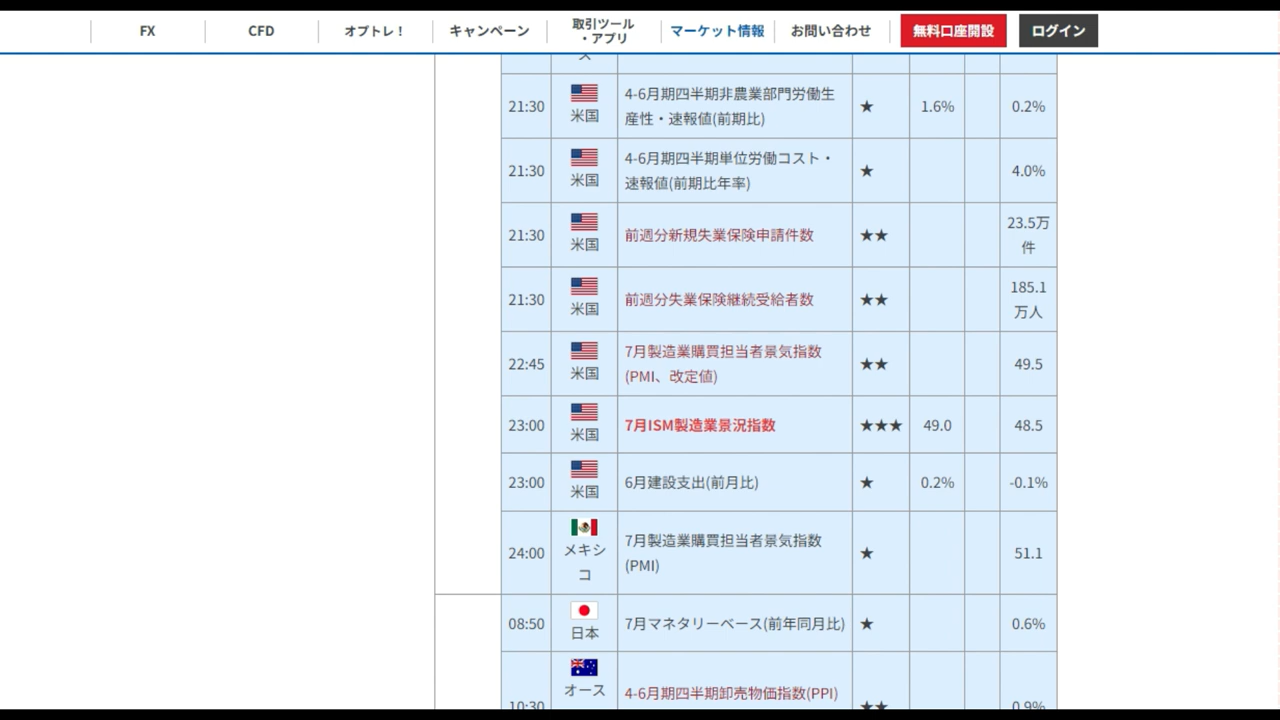 FX
CFD
オプトレ！
キャンペーン
取引ツール
・アプリ
マーケット情報
お問い合わせ
無料口座開設
ログイン
ス
21:30
米国
4-6月期四半期非農業部門労働生
産性・速報値(前期比)
★
1.6%
0.2%
21:30
米国
4-6月期四半期単位労働コスト・
速報値(前期比年率)
★
4.0%
21:30
米国
前週分新規失業保険申請件数
★★
23.5万
件
21:30
米国
前週分失業保険継続受給者数
★★
185.1
万人
22:45
米国
7月製造業購買担当者景気指数
(PMI、改定値)
★★
49.5
23:00
米国
7月ISM製造業景況指数
★★★
49.0
48.5
23:00
米国
6月建設支出(前月比)
★
0.2%
-0.1%
24:00
メキシ
コ
7月製造業購買担当者景気指数
(PMI)
★
51.1
08:50
日本
7月マネタリーベース(前年同月比)
★
0.6%
10:30
オース
4-6月期四半期卸売物価指数(PPI)
★★
0.9%